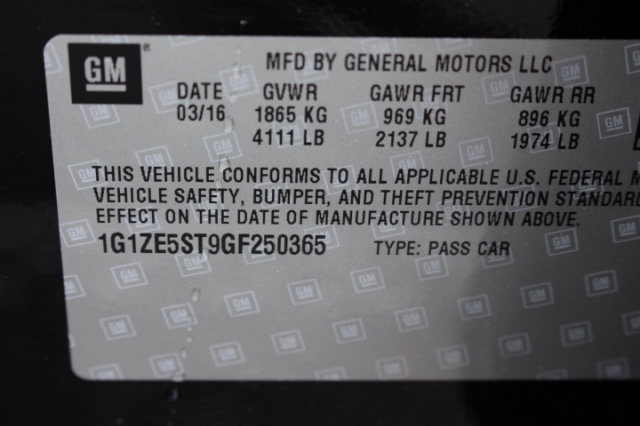 GM
MFD BY GENERAL MOTORS LLC
DATE GVWR GAWR FRT GAWR RR
03/16 1865 KG 969 KG 896 KG
4111 LB 2137 LB 1974 LB
THIS VEHICLE CONFORMS TO ALL APPLICABLE U.S. FEDERAL M
VEHICLE SAFETY, BUMPER, AND THEFT PREVENTION STANDARD
EFFECT ON THE DATE OF MANUFACTURE SHOWN ABOVE.
1G1ZE5ST9GF250365 TYPE: PASS CAR